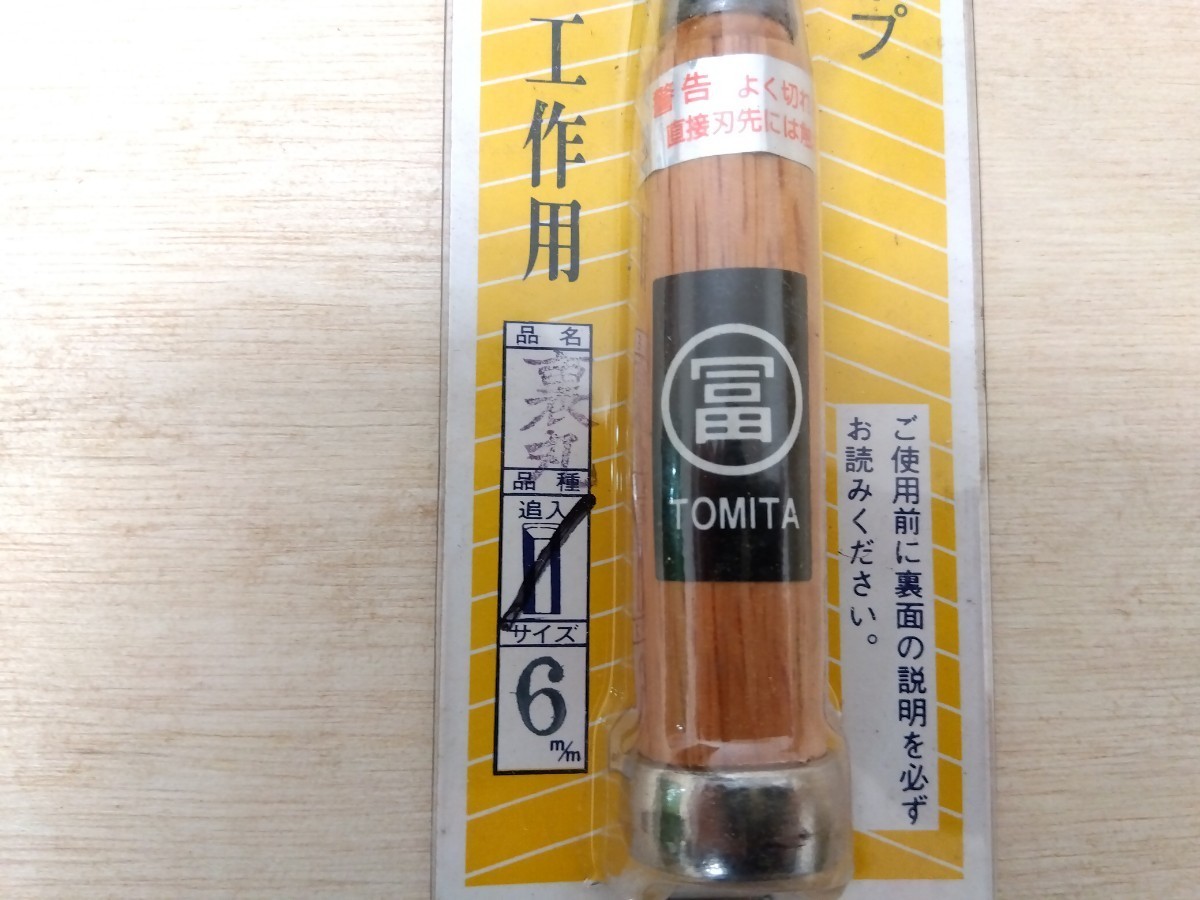 プ
工作用
警告 よく切れ
直接刃先には
品名
裏丸
品種
追入
サイズ
6 m/m
冨
TOMITA
ご使用前に裏面の説明を必ず
お読みください。